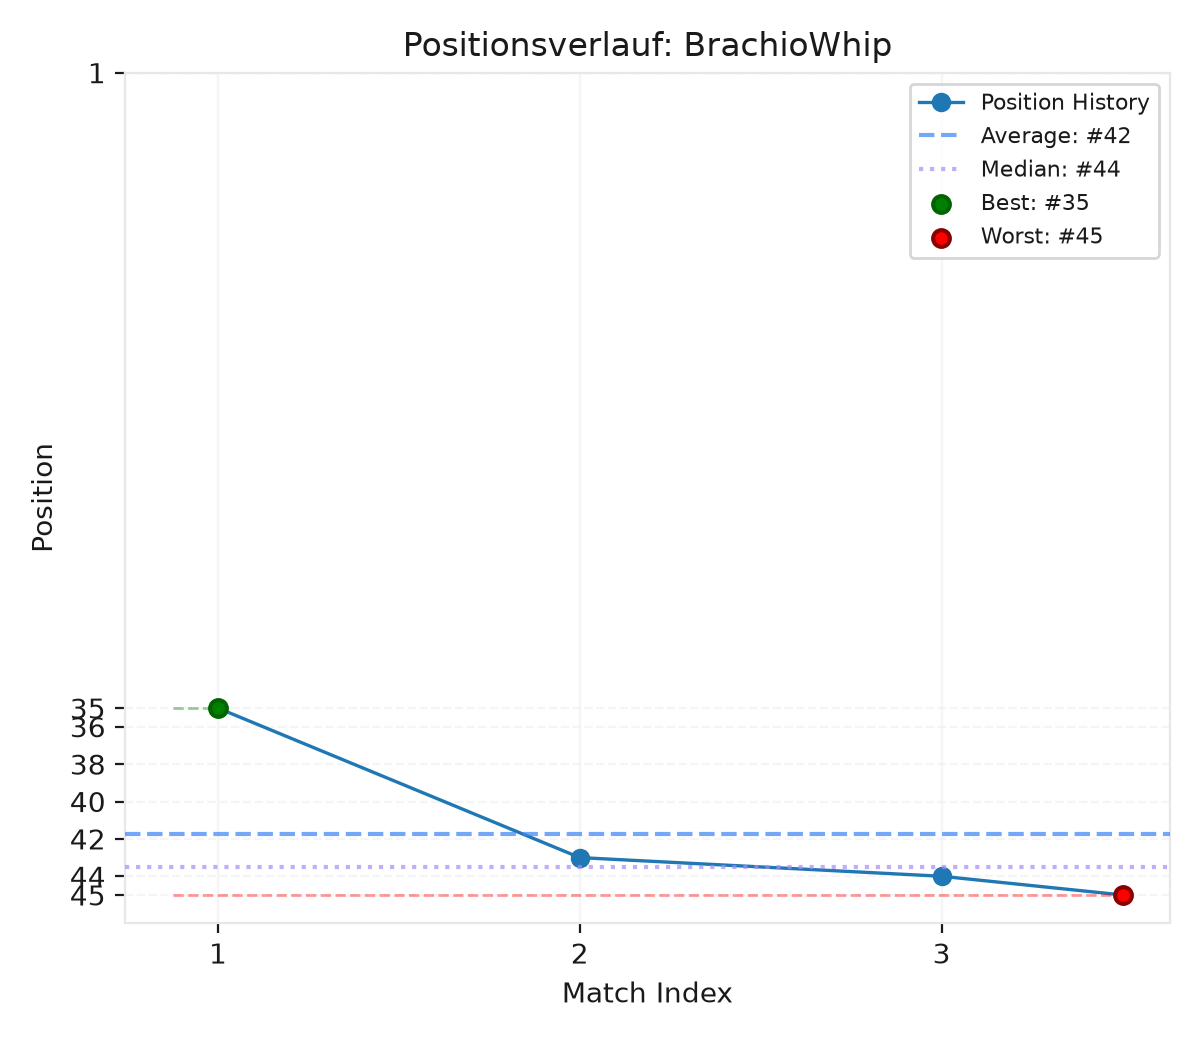 Positionsverlauf: BrachioWhip
1
Position History
Average: #42
Median: #44
Best: #35
Worst: #45
Position
35
36
38
40
42
44
45
1 2 3
Match Index